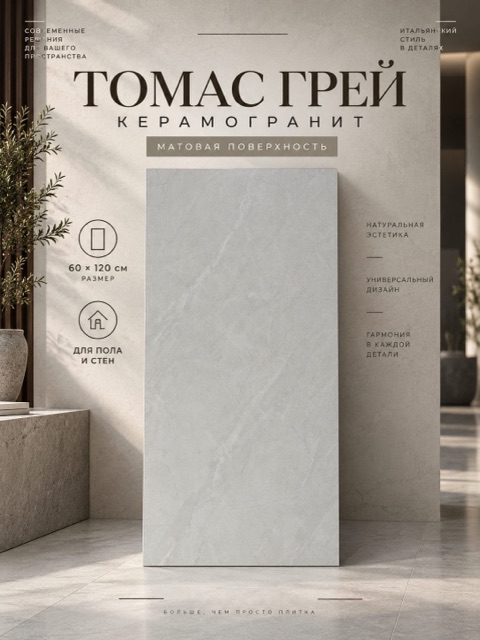 СОВРЕМЕННЫЕ
РЕШЕНИЯ
ДЛЯ ВАШЕГО
ПРОСТРАНСТВА
ИТАЛЬЯНСКИЙ
СТИЛЬ
В ДЕТАЛЯХ
ТОМАС ГРЕЙ
КЕРАМОГРАНИТ
МАТОВАЯ ПОВЕРХНОСТЬ
60 × 120 см
РАЗМЕР
ДЛЯ ПОЛА
И СТЕН
НАТУРАЛЬНАЯ
ЭСТЕТИКА
УНИВЕРСАЛЬНЫЙ
ДИЗАЙН
ГАРМОНИЯ
В КАЖДОЙ
ДЕТАЛИ
БОЛЬШЕ, ЧЕМ ПРОСТО ПЛИТКА